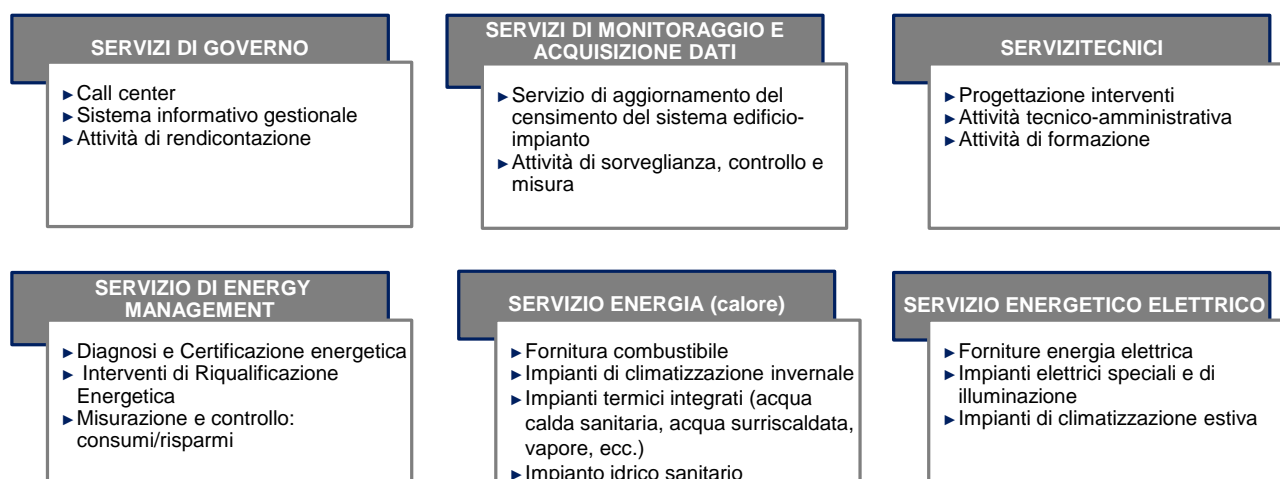 SERVIZI DI GOVERNO
► Call center
► Sistema informativo gestionale
► Attività di rendicontazione
SERVIZI DI MONITORAGGIO E
ACQUISIZIONE DATI
► Servizio di aggiornamento del
censimento del sistema edificio-
impianto
► Attività di sorveglianza, controllo e
misura
SERVIZITECNICI
► Progettazione interventi
► Attività tecnico-amministrativa
► Attività di formazione
SERVIZIO DI ENERGY
MANAGEMENT
► Diagnosi e Certificazione energetica
► Interventi di Riqualificazione
Energetica
► Misurazione e controllo:
consumi/risparmi
SERVIZIO ENERGIA (calore)
► Fornitura combustibile
► Impianti di climatizzazione invernale
► Impianti termici integrati (acqua
calda sanitaria, acqua surriscaldata,
vapore, ecc.)
► Impianto idrico sanitario
SERVIZIO ENERGETICO ELETTRICO
► Forniture energia elettrica
► Impianti elettrici speciali e di
illuminazione
► Impianti di climatizzazione estiva